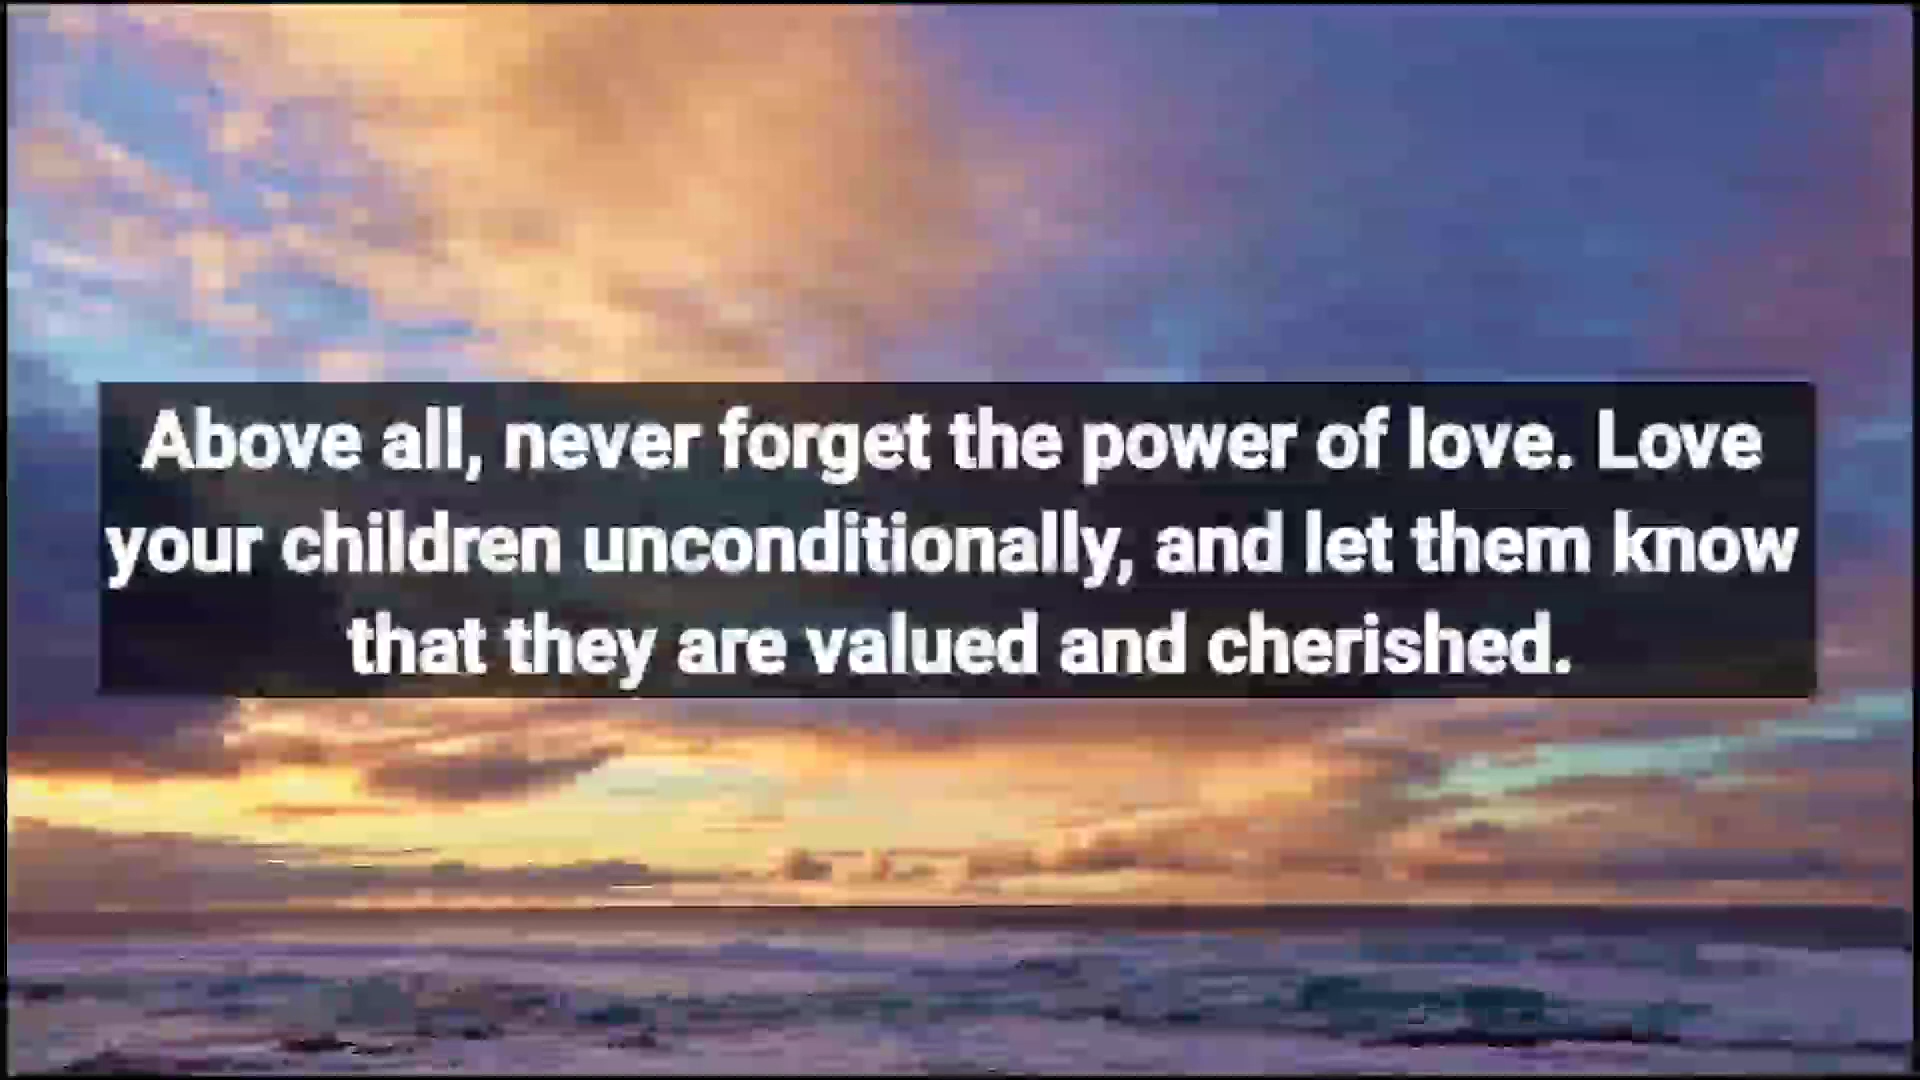 Above all, never forget the power of love. Love
your children unconditionally, and let them know
that they are valued and cherished.